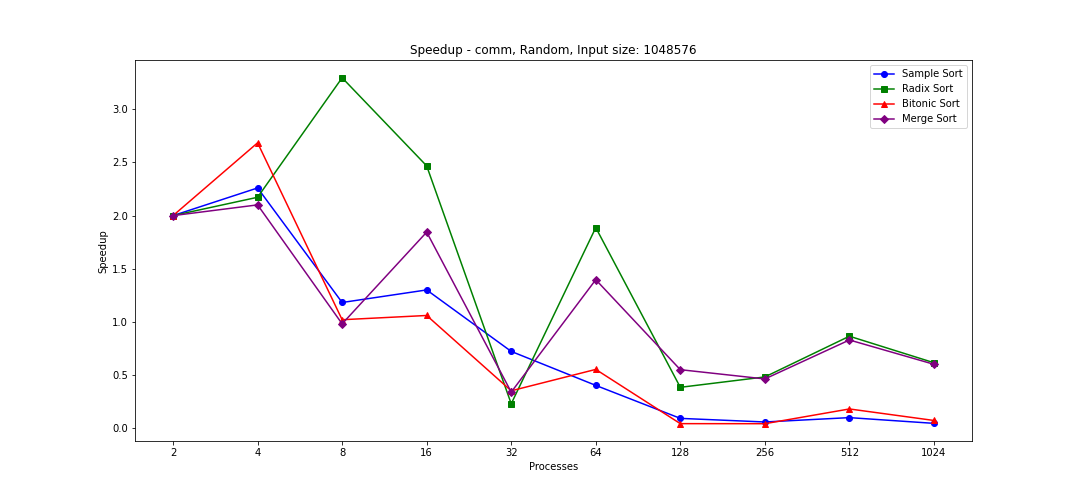 Speedup - comm, Random, Input size: 1048576
Sample Sort
Radix Sort
Bitonic Sort
Merge Sort
Speedup
3.0
2.5
2.0
1.5
1.0
0.5
0.0
2 4 8 16 32 64 128 256 512 1024
Processes